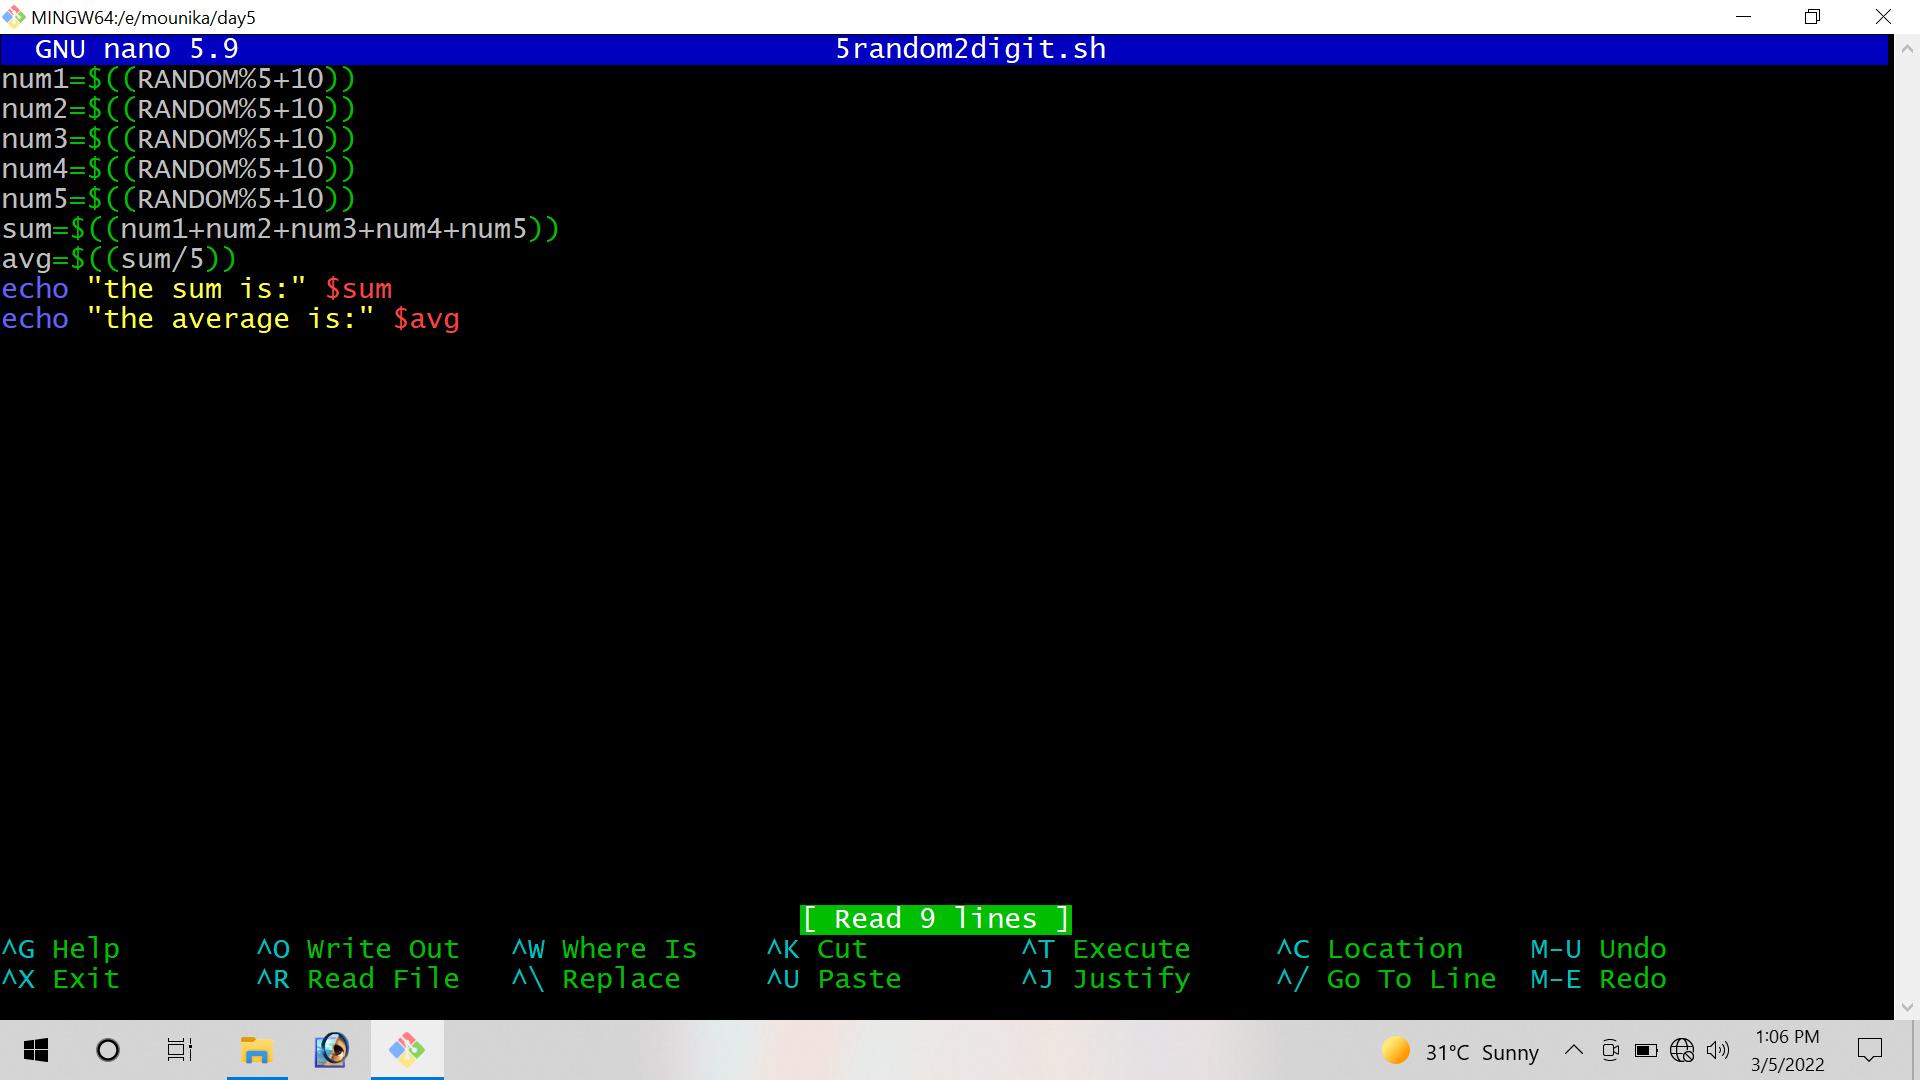 MINGW64:/e/mounika/day5
GNU nano 5.9 5random2digit.sh
num1=$((RANDOM%5+10))
num2=$((RANDOM%5+10))
num3=$((RANDOM%5+10))
num4=$((RANDOM%5+10))
num5=$((RANDOM%5+10))
sum=$((num1+num2+num3+num4+num5))
avg=$((sum/5))
echo "the sum is:" $sum
echo "the average is:" $avg
[ Read 9 lines ]
^G Help ^O Write Out ^W Where Is ^K Cut ^T Execute ^C Location M-U Undo
^X Exit ^R Read File ^\ Replace ^U Paste ^J Justify ^/ Go To Line M-E Redo
31°C Sunny
1:06 PM
3/5/2022